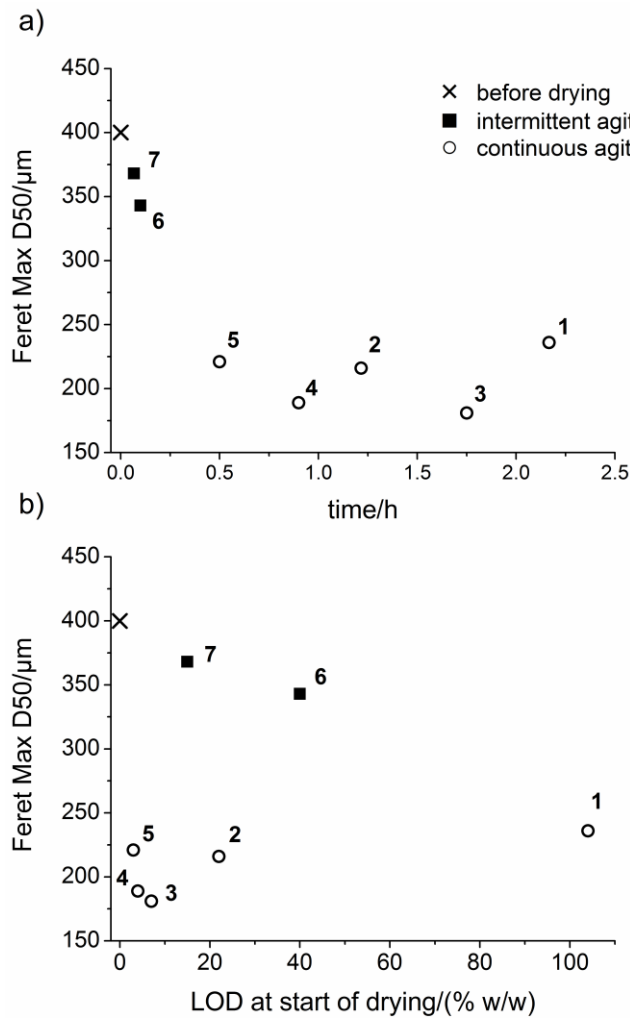 a)
450
400
350
300
250
200
150
Feret Max D50/µm
× before drying
■ intermittent agit
○ continuous agit
7
6
5
4
2
3
1
0.0 0.5 1.0 1.5 2.0 2.5
time/h
b)
450
400
350
300
250
200
150
Feret Max D50/µm
7
6
1
5
2
4
3
0 20 40 60 80 100
LOD at start of drying/(% w/w)